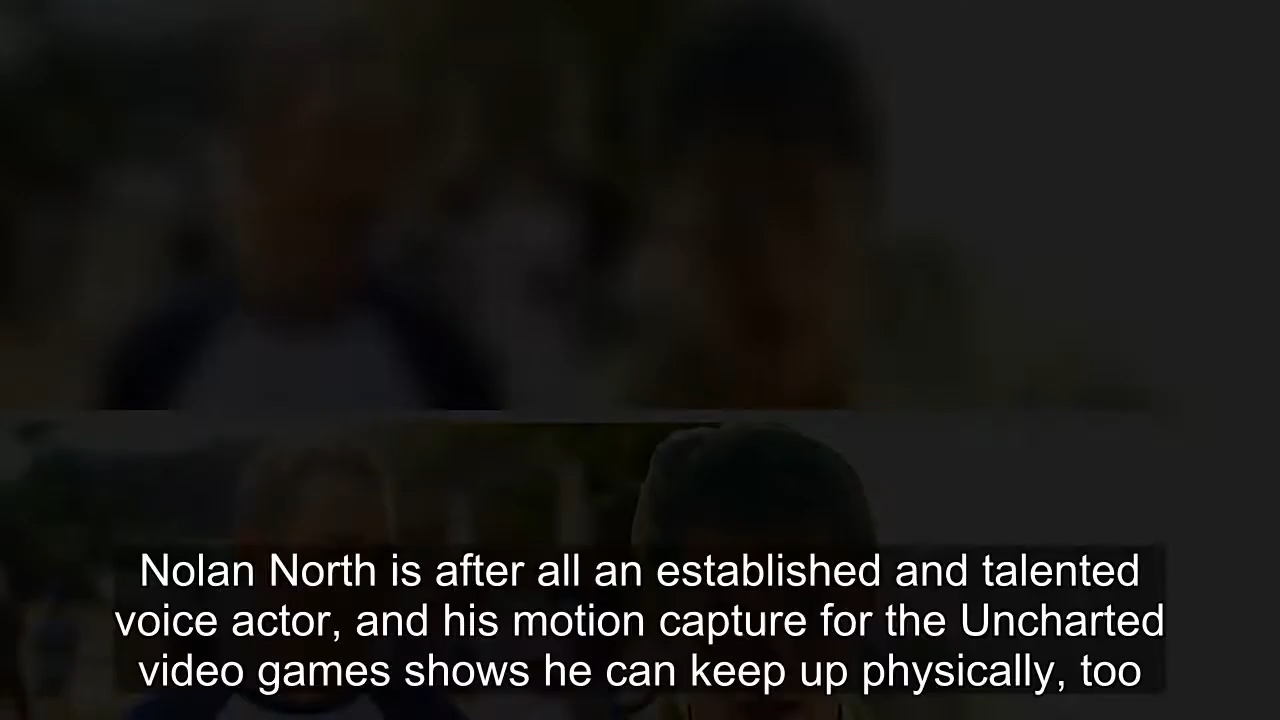 Nolan North is after all an established and talented
voice actor, and his motion capture for the Uncharted
video games shows he can keep up physically, too